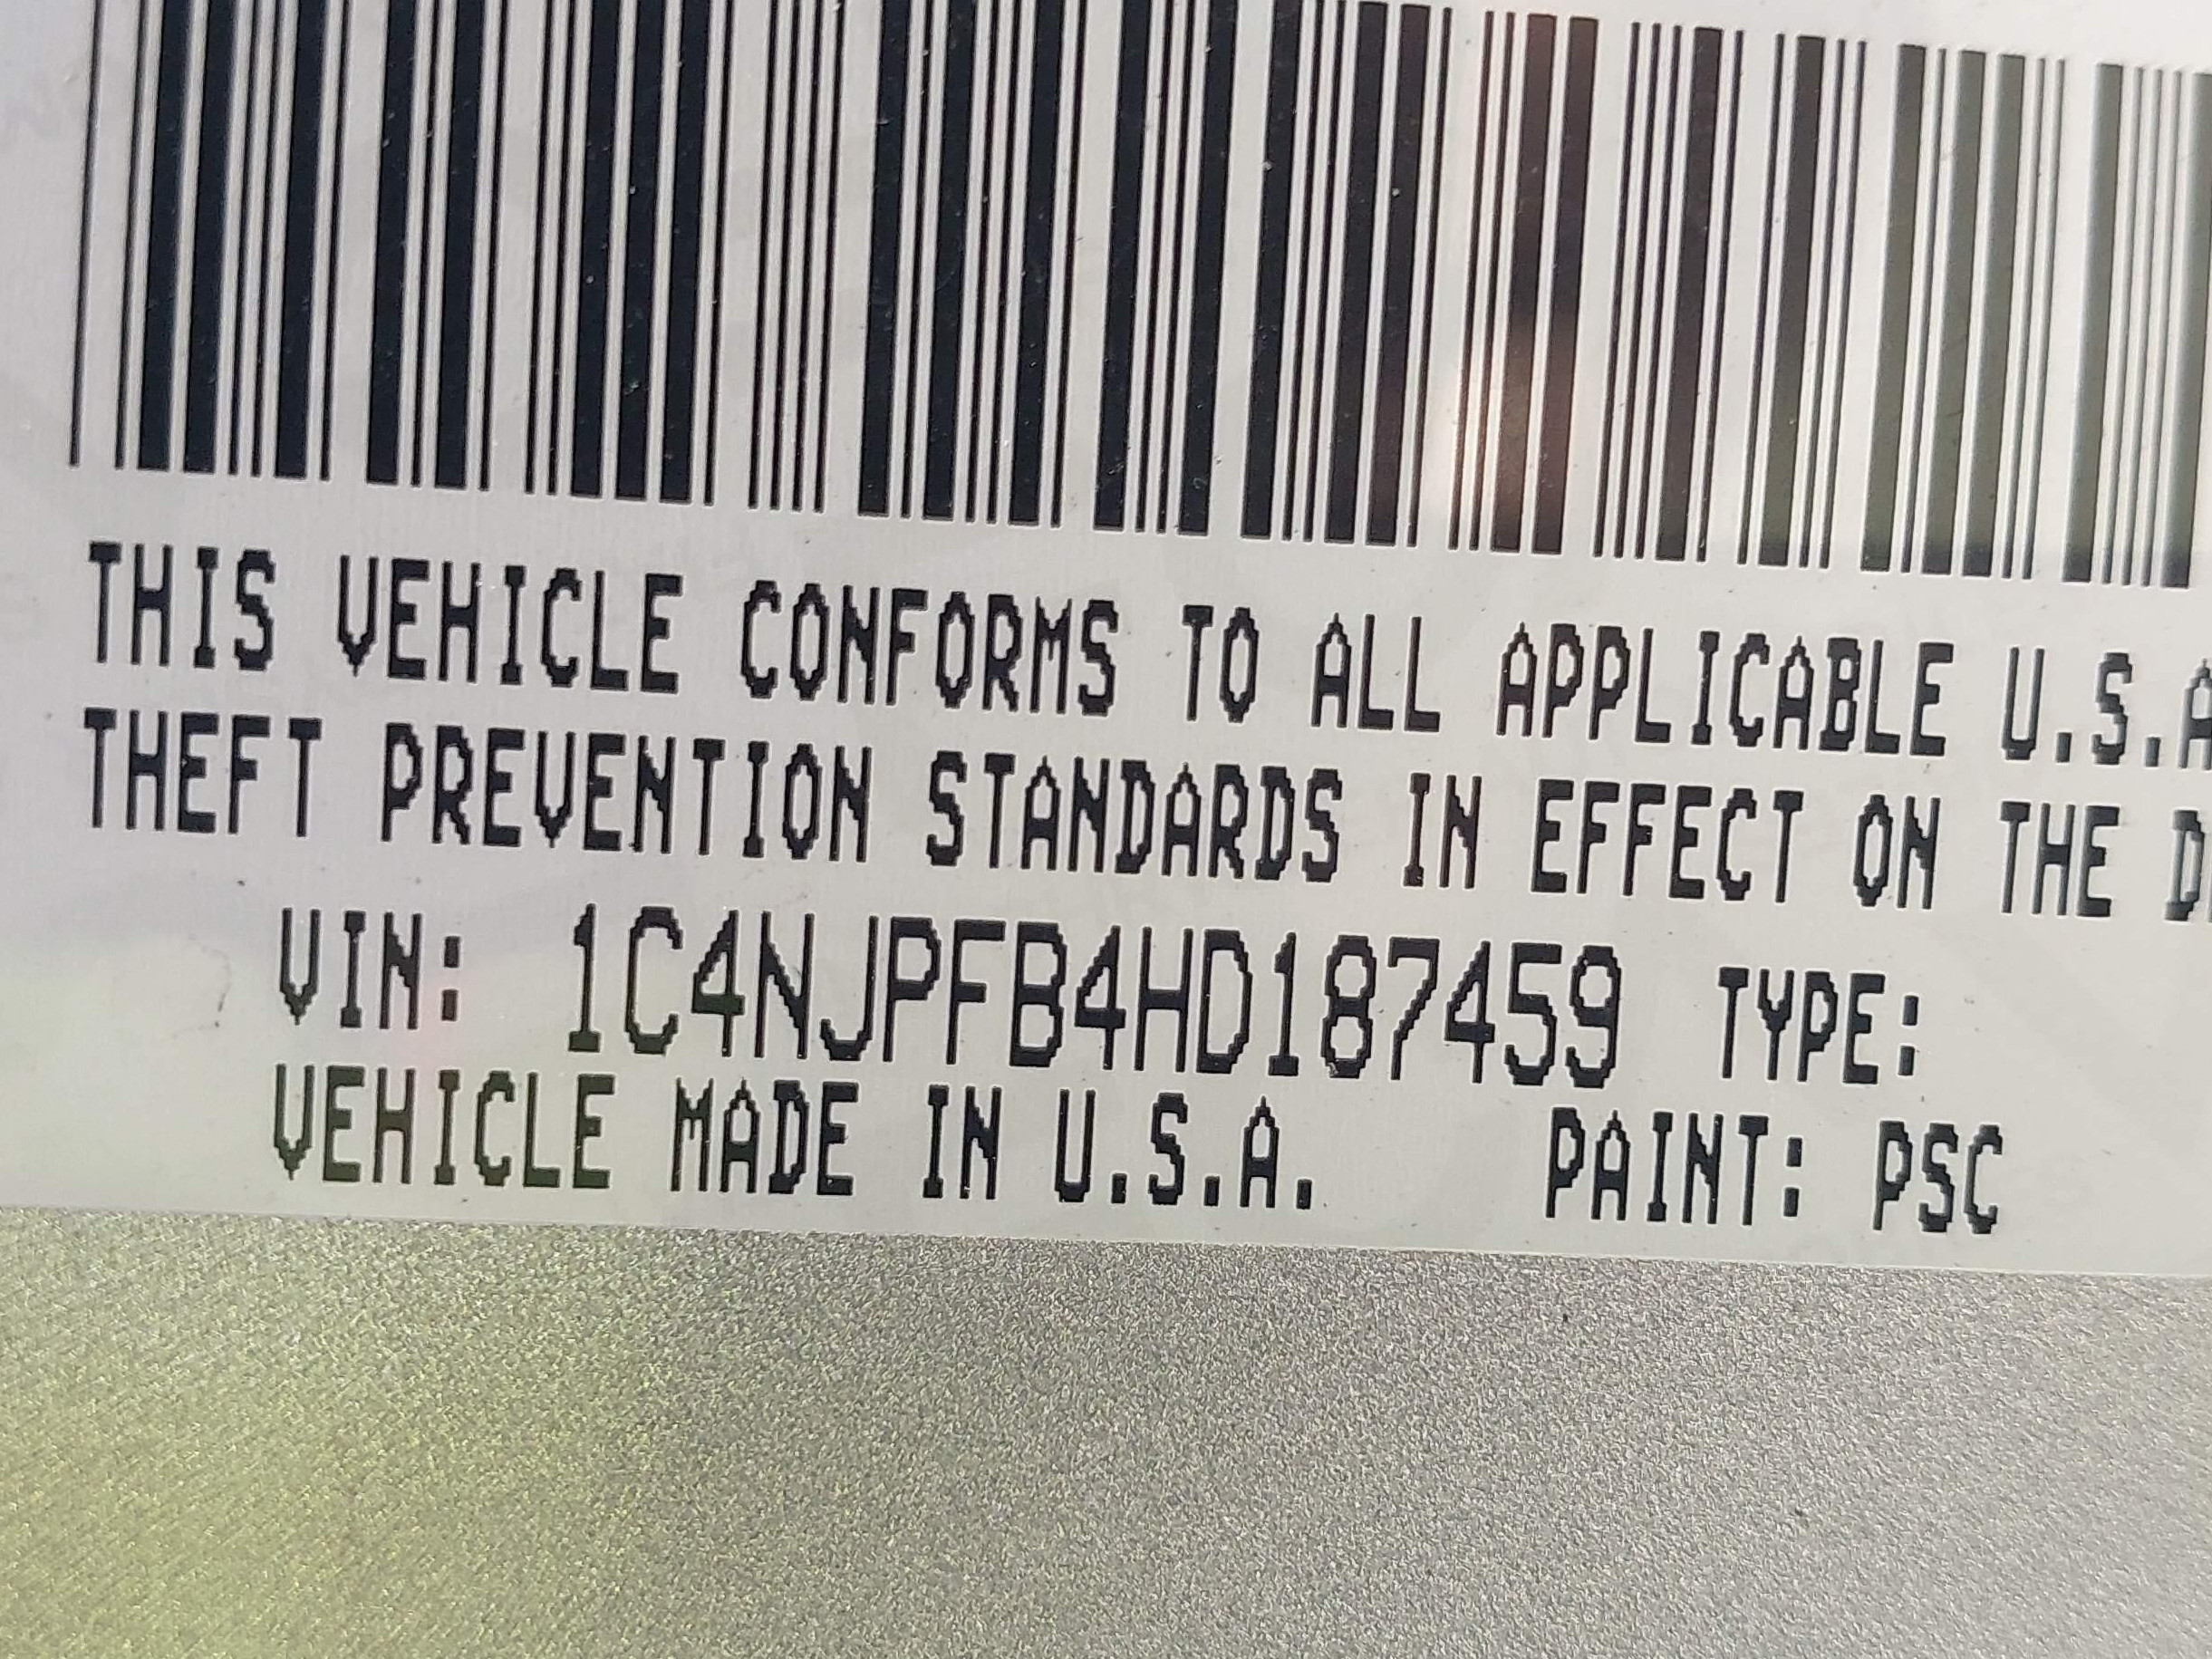 THIS VEHICLE CONFORMS TO ALL APPLICABLE U.S.A
THEFT PREVENTION STANDARDS IN EFFECT ON THE D
VIN: 1C4NJPFB4HD187459 TYPE:
VEHICLE MADE IN U.S.A. PAINT: PSC